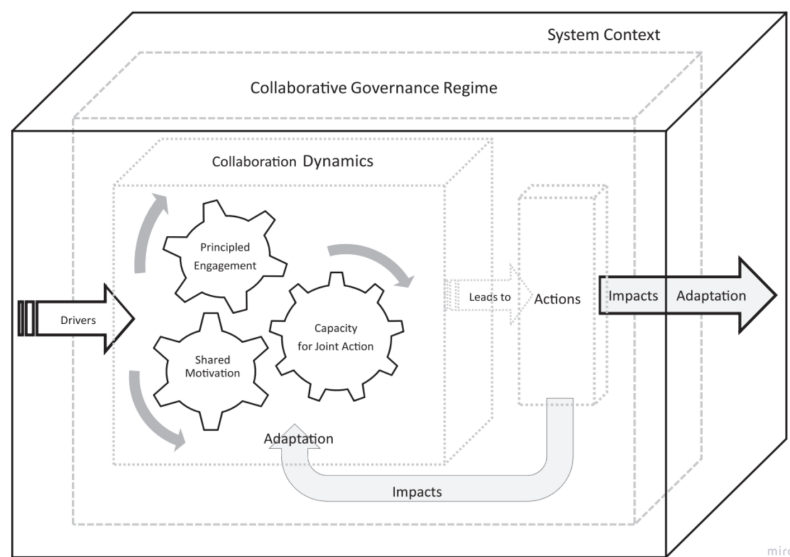 System Context
Collaborative Governance Regime
Collaboration Dynamics
Principled
Engagement
Drivers
Capacity
for Joint Action
Shared
Motivation
Leads to
Actions
Impacts
Adaptation
Adaptation
Impacts
miro